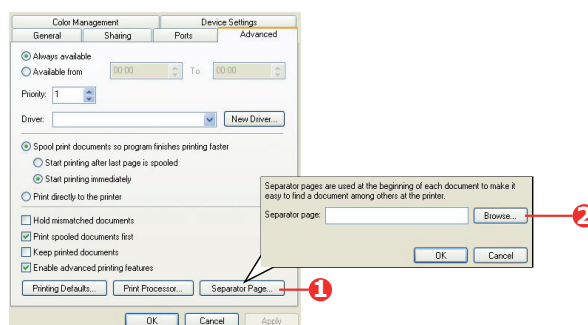 Color Management Device Settings
General Sharing Ports Advanced
Always available
Available from 00:00 To 00:00
Priority: 1
Driver: New Driver...
Spool print documents so program finishes printing faster
Start printing after last page is spooled
Start printing immediately
Print directly to the printer
Hold mismatched documents
Print spooled documents first
Keep printed documents
Enable advanced printing features
Printing Defaults... Print Processor... Separator Page... 1
OK Cancel Apply
Separator pages are used at the beginning of each document to make it
easy to find a document among others at the printer.
Separator page: Browse... 2
OK Cancel